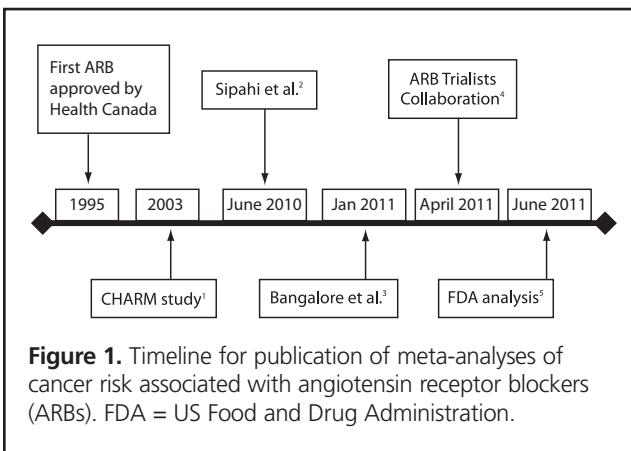 First ARB
approved by
Health Canada
Sipahi et al.²
ARB Trialists
Collaboration⁴
1995
2003
June 2010
Jan 2011
April 2011
June 2011
CHARM study¹
Bangalore et al.³
FDA analysis⁵
Figure 1. Timeline for publication of meta-analyses of
cancer risk associated with angiotensin receptor blockers
(ARBs). FDA = US Food and Drug Administration.